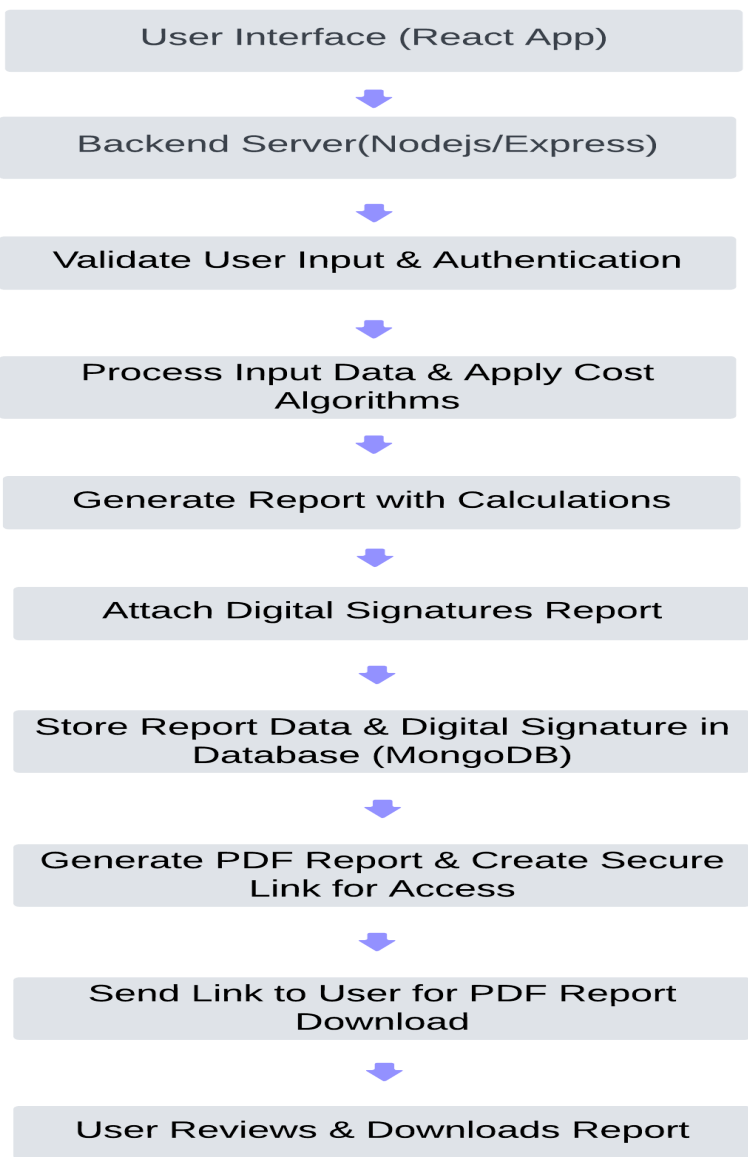 User Interface (React App)
Backend Server(Nodejs/Express)
Validate User Input & Authentication
Process Input Data & Apply Cost
Algorithms
Generate Report with Calculations
Attach Digital Signatures Report
Store Report Data & Digital Signature in
Database (MongoDB)
Generate PDF Report & Create Secure
Link for Access
Send Link to User for PDF Report
Download
User Reviews & Downloads Report